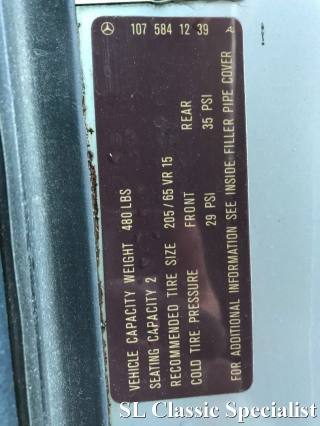 107 584 12 39 A
VEHICLE CAPACITY WEIGHT 480 LBS
SEATING CAPACITY 2
RECOMMENDED TIRE SIZE 205/65 VR 15
COLD TIRE PRESSURE FRONT REAR
29 PSI 35 PSI
FOR ADDITIONAL INFORMATION SEE INSIDE FILLER PIPE COVER
SL Classic Specialist